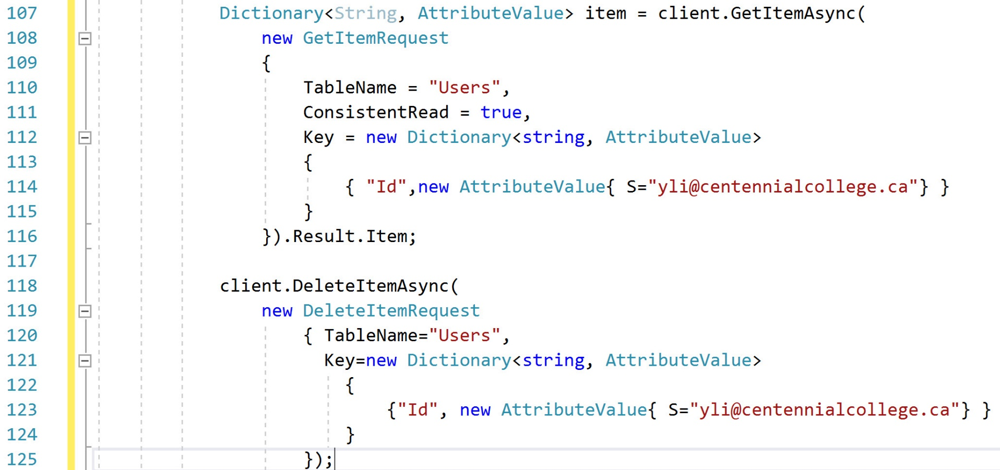 107 Dictionary<String, AttributeValue> item = client.GetItemAsync(
108 new GetItemRequest
109 {
110 TableName = "Users",
111 ConsistentRead = true,
112 Key = new Dictionary<string, AttributeValue>
113 {
114 { "Id",new AttributeValue{ S="yli@centennialcollege.ca"} }
115 }
116 }).Result.Item;
117
118 client.DeleteItemAsync(
119 new DeleteItemRequest
120 { TableName="Users",
121 Key=new Dictionary<string, AttributeValue>
122 {
123 {"Id", new AttributeValue{ S="yli@centennialcollege.ca"} }
124 }
125 });